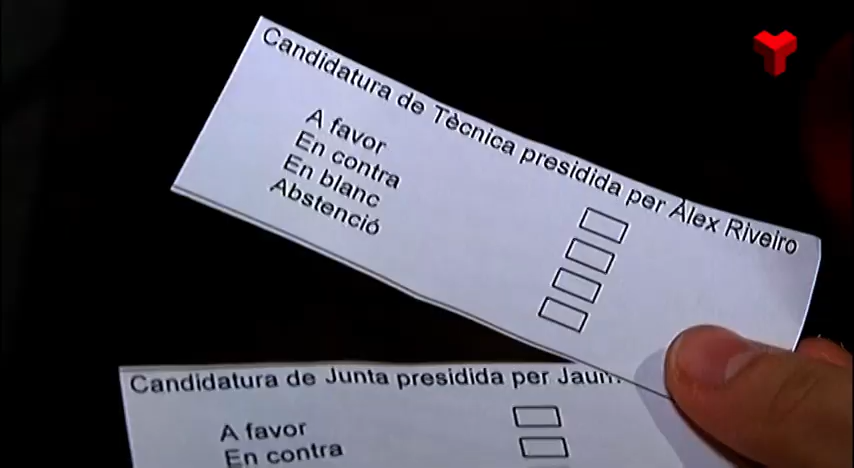 Candidatura de Tècnica presidida per Àlex Riveiro
A favor
En contra
En blanc
Abstenció
Candidatura de Junta presidida per
A favor
En contra